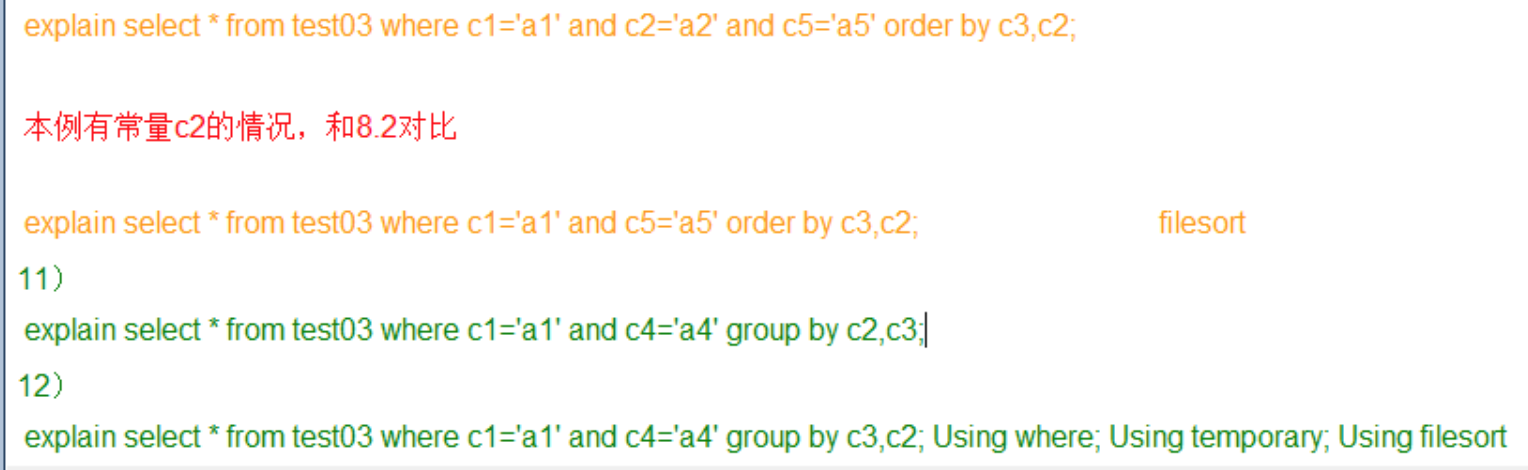 explain select * from test03 where c1='a1' and c2='a2' and c5='a5' order by c3,c2;
本例有常量c2的情况，和8.2对比
explain select * from test03 where c1='a1' and c5='a5' order by c3,c2; filesort
11）
explain select * from test03 where c1='a1' and c4='a4' group by c2,c3;
12）
explain select * from test03 where c1='a1' and c4='a4' group by c3,c2; Using where; Using temporary; Using filesort